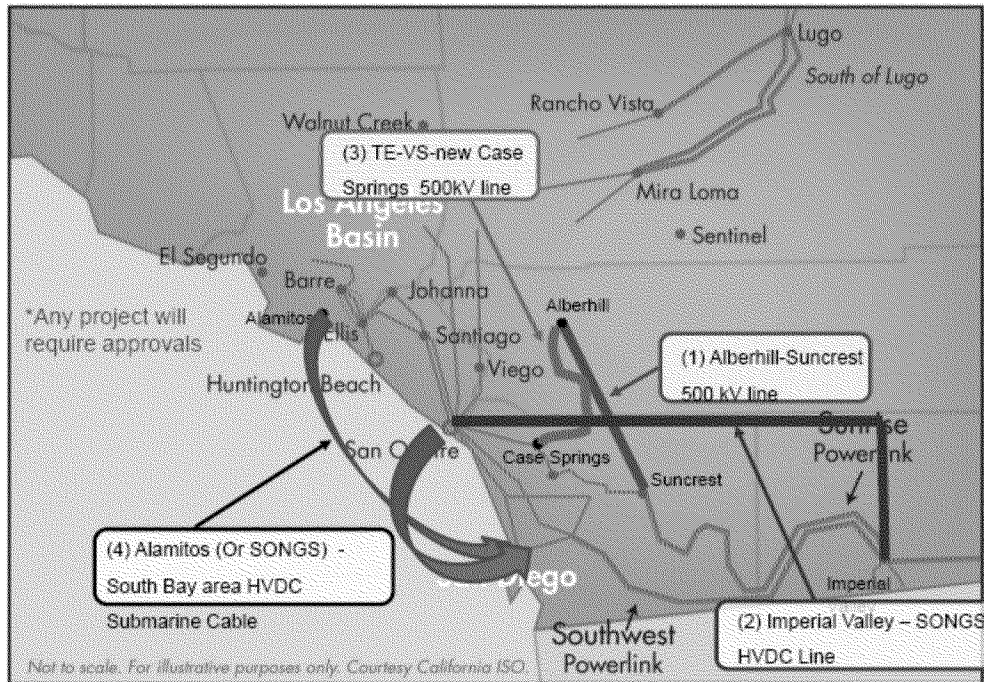 Lugo
South of Lugo
Rancho Vista
Walnut Creek
(3) TE-VS-new Case
Springs 500kV line
Mira Loma
Los Angeles
Basin
Sentinel
El Segundo
Barre
Johanna
Alberhill
*Any project will
require approvals
Alamitos
Ellis
Santiago
(1) Alberhill-Suncrest
500 kV line
Viego
Huntington Beach
Sunrise
Powerlink
San Onofre
Case Springs
Suncrest
(4) Alamitos (Or SONGS) -
South Bay area HVDC
Submarine Cable
San Diego
Imperial
Southwest
Powerlink
(2) Imperial Valley – SONGS
HVDC Line
Not to scale. For illustrative purposes only. Courtesy California ISO.